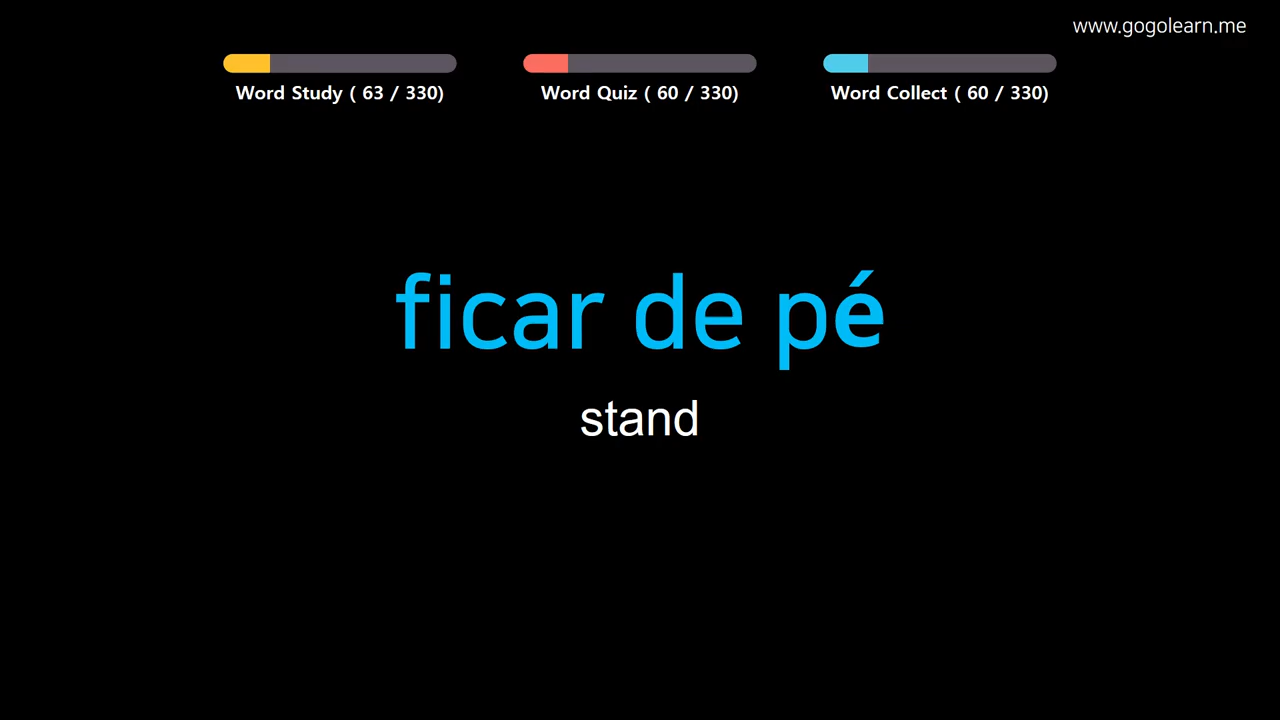 www.gogolearn.me
Word Study ( 63 / 330)
Word Quiz ( 60 / 330)
Word Collect ( 60 / 330)
ficar de pé
stand